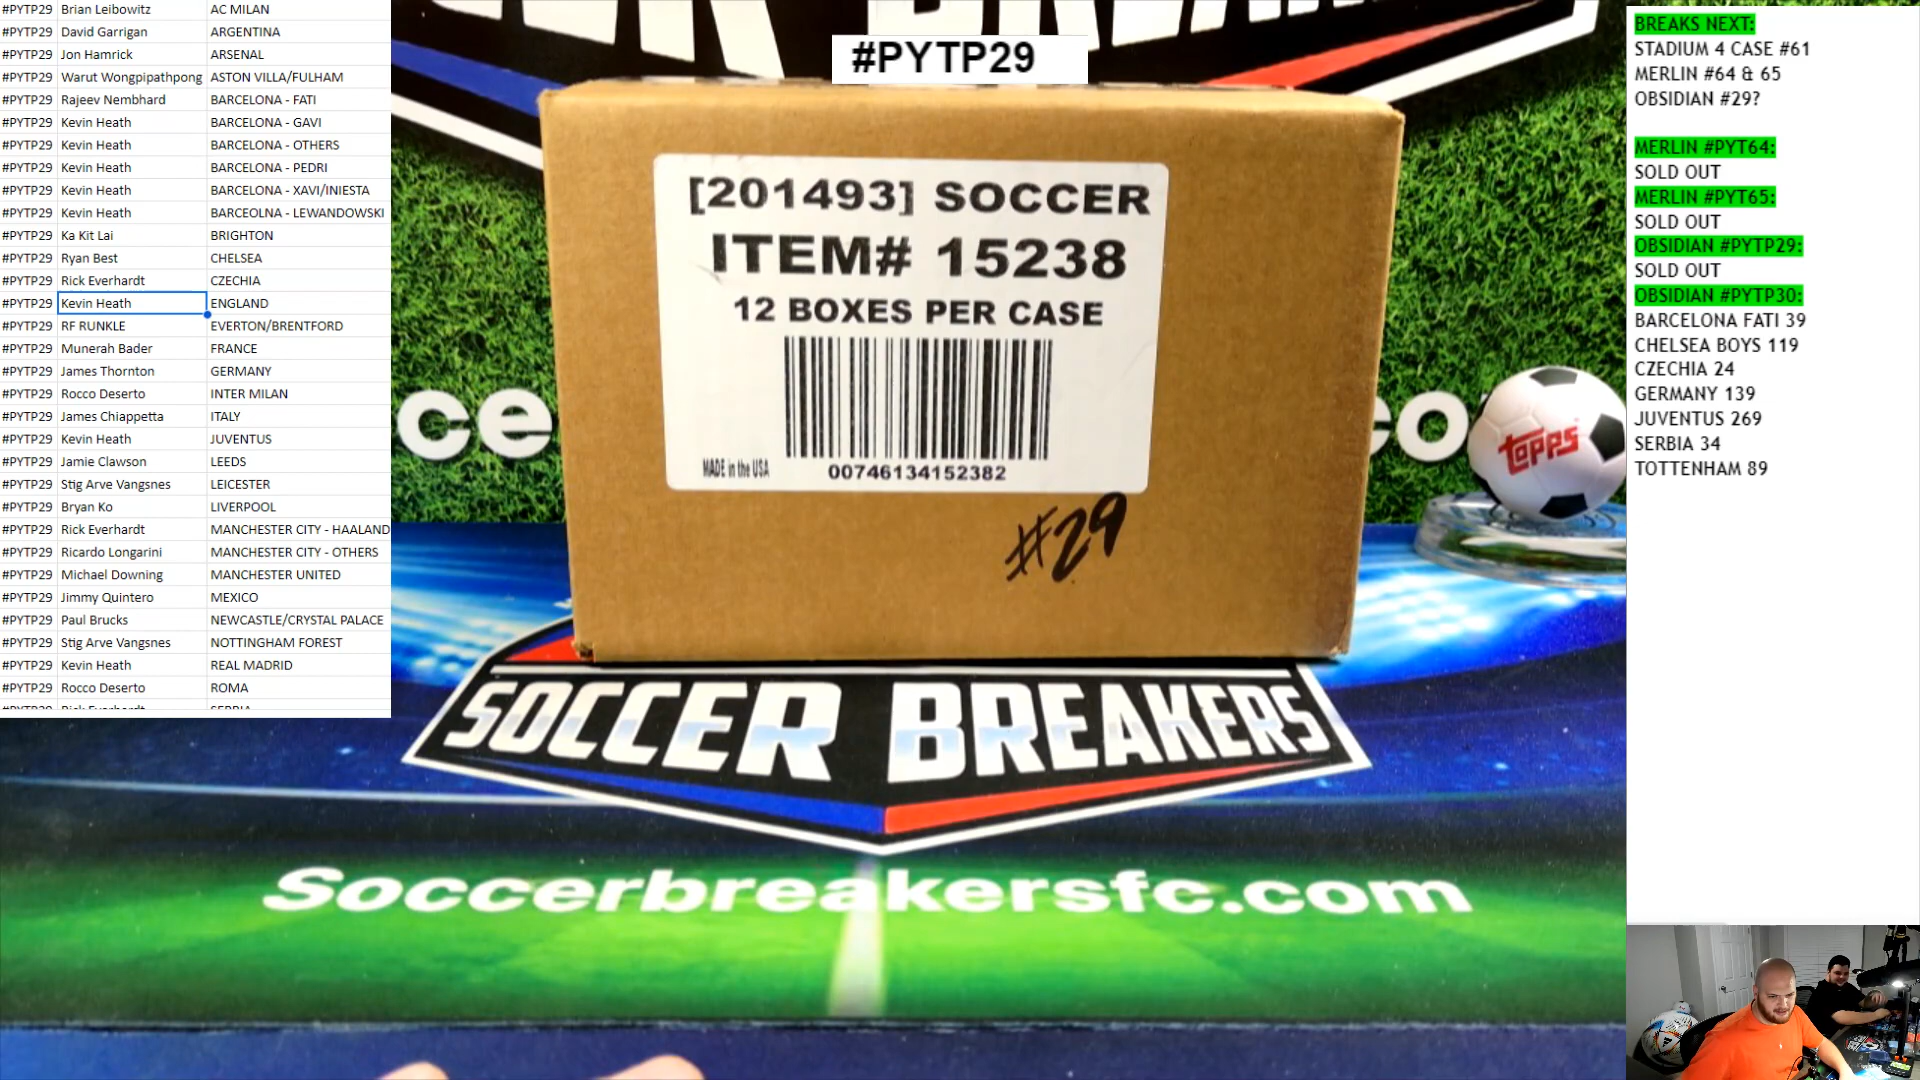 #PYTP29 Brian Leibowitz AC MILAN
#PYTP29 David Garrigan ARGENTINA
#PYTP29 Jon Hamrick ARSENAL
#PYTP29 Warut Wongpipathpong ASTON VILLA/FULHAM
#PYTP29 Rajeev Nembhard BARCELONA - FATI
#PYTP29 Kevin Heath BARCELONA - GAVI
#PYTP29 Kevin Heath BARCELONA - OTHERS
#PYTP29 Kevin Heath BARCELONA - PEDRI
#PYTP29 Kevin Heath BARCELONA - XAVI/INIESTA
#PYTP29 Kevin Heath BARCEOLNA - LEWANDOWSKI
#PYTP29 Ka Kit Lai BRIGHTON
#PYTP29 Ryan Best CHELSEA
#PYTP29 Rick Everhardt CZECHIA
#PYTP29 Kevin Heath ENGLAND
#PYTP29 RF RUNKLE EVERTON/BRENTFORD
#PYTP29 Munerah Bader FRANCE
#PYTP29 James Thornton GERMANY
#PYTP29 Rocco Deserto INTER MILAN
#PYTP29 James Chiappetta ITALY
#PYTP29 Kevin Heath JUVENTUS
#PYTP29 Jamie Clawson LEEDS
#PYTP29 Stig Arve Vangsnes LEICESTER
#PYTP29 Bryan Ko LIVERPOOL
#PYTP29 Rick Everhardt MANCHESTER CITY - HAALAND
#PYTP29 Ricardo Longarini MANCHESTER CITY - OTHERS
#PYTP29 Michael Downing MANCHESTER UNITED
#PYTP29 Jimmy Quintero MEXICO
#PYTP29 Paul Brucks NEWCASTLE/CRYSTAL PALACE
#PYTP29 Stig Arve Vangsnes NOTTINGHAM FOREST
#PYTP29 Kevin Heath REAL MADRID
#PYTP29 Rocco Deserto ROMA
#PYTP29 Rick Everhardt SERBIA
#PYTP29
[201493] SOCCER
ITEM# 15238
12 BOXES PER CASE
MADE in the USA
00746134152382
#29
ce
co
topps
SOCCER BREAKERS
Soccerbreakersfc.com
BREAKS NEXT:
STADIUM 4 CASE #61
MERLIN #64 & 65
OBSIDIAN #29?
MERLIN #PYT64:
SOLD OUT
MERLIN #PYT65:
SOLD OUT
OBSIDIAN #PYTP29:
SOLD OUT
OBSIDIAN #PYTP30:
BARCELONA FATI 39
CHELSEA BOYS 119
CZECHIA 24
GERMANY 139
JUVENTUS 269
SERBIA 34
TOTTENHAM 89